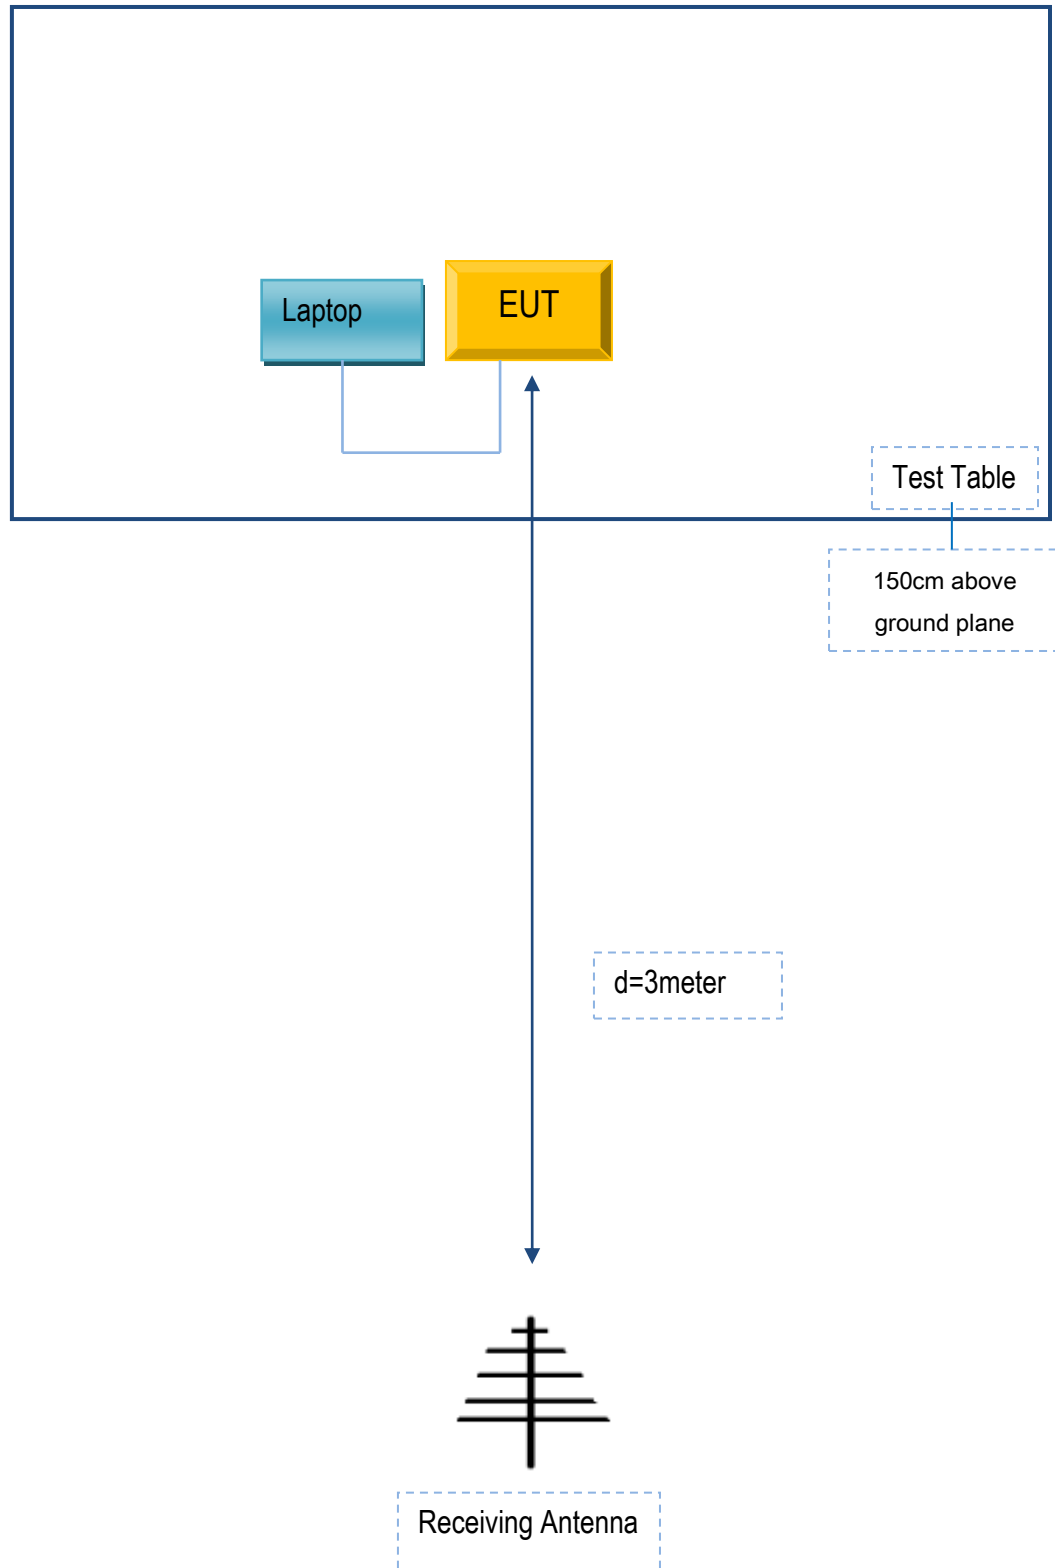 Laptop
EUT
Test Table
150cm above
ground plane
d=3meter
Receiving Antenna